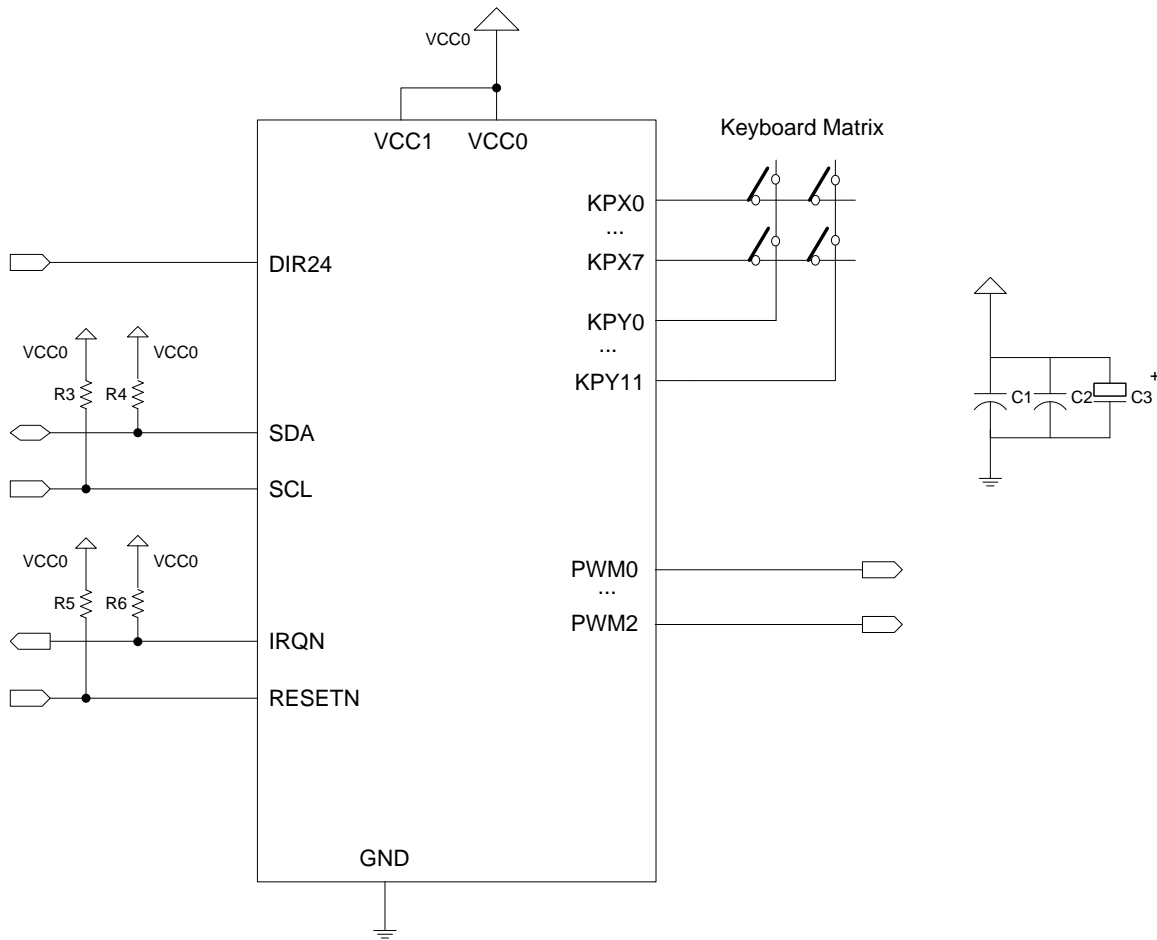 VCC0
VCC1 VCC0
Keyboard Matrix
KPX0
...
DIR24
KPX7
KPY0
...
KPY11
VCC0 VCC0
R3 R4
C1 C2 C3 +
SDA
SCL
VCC0 VCC0
PWM0
...
R5 R6
PWM2
IRQN
RESETN
GND